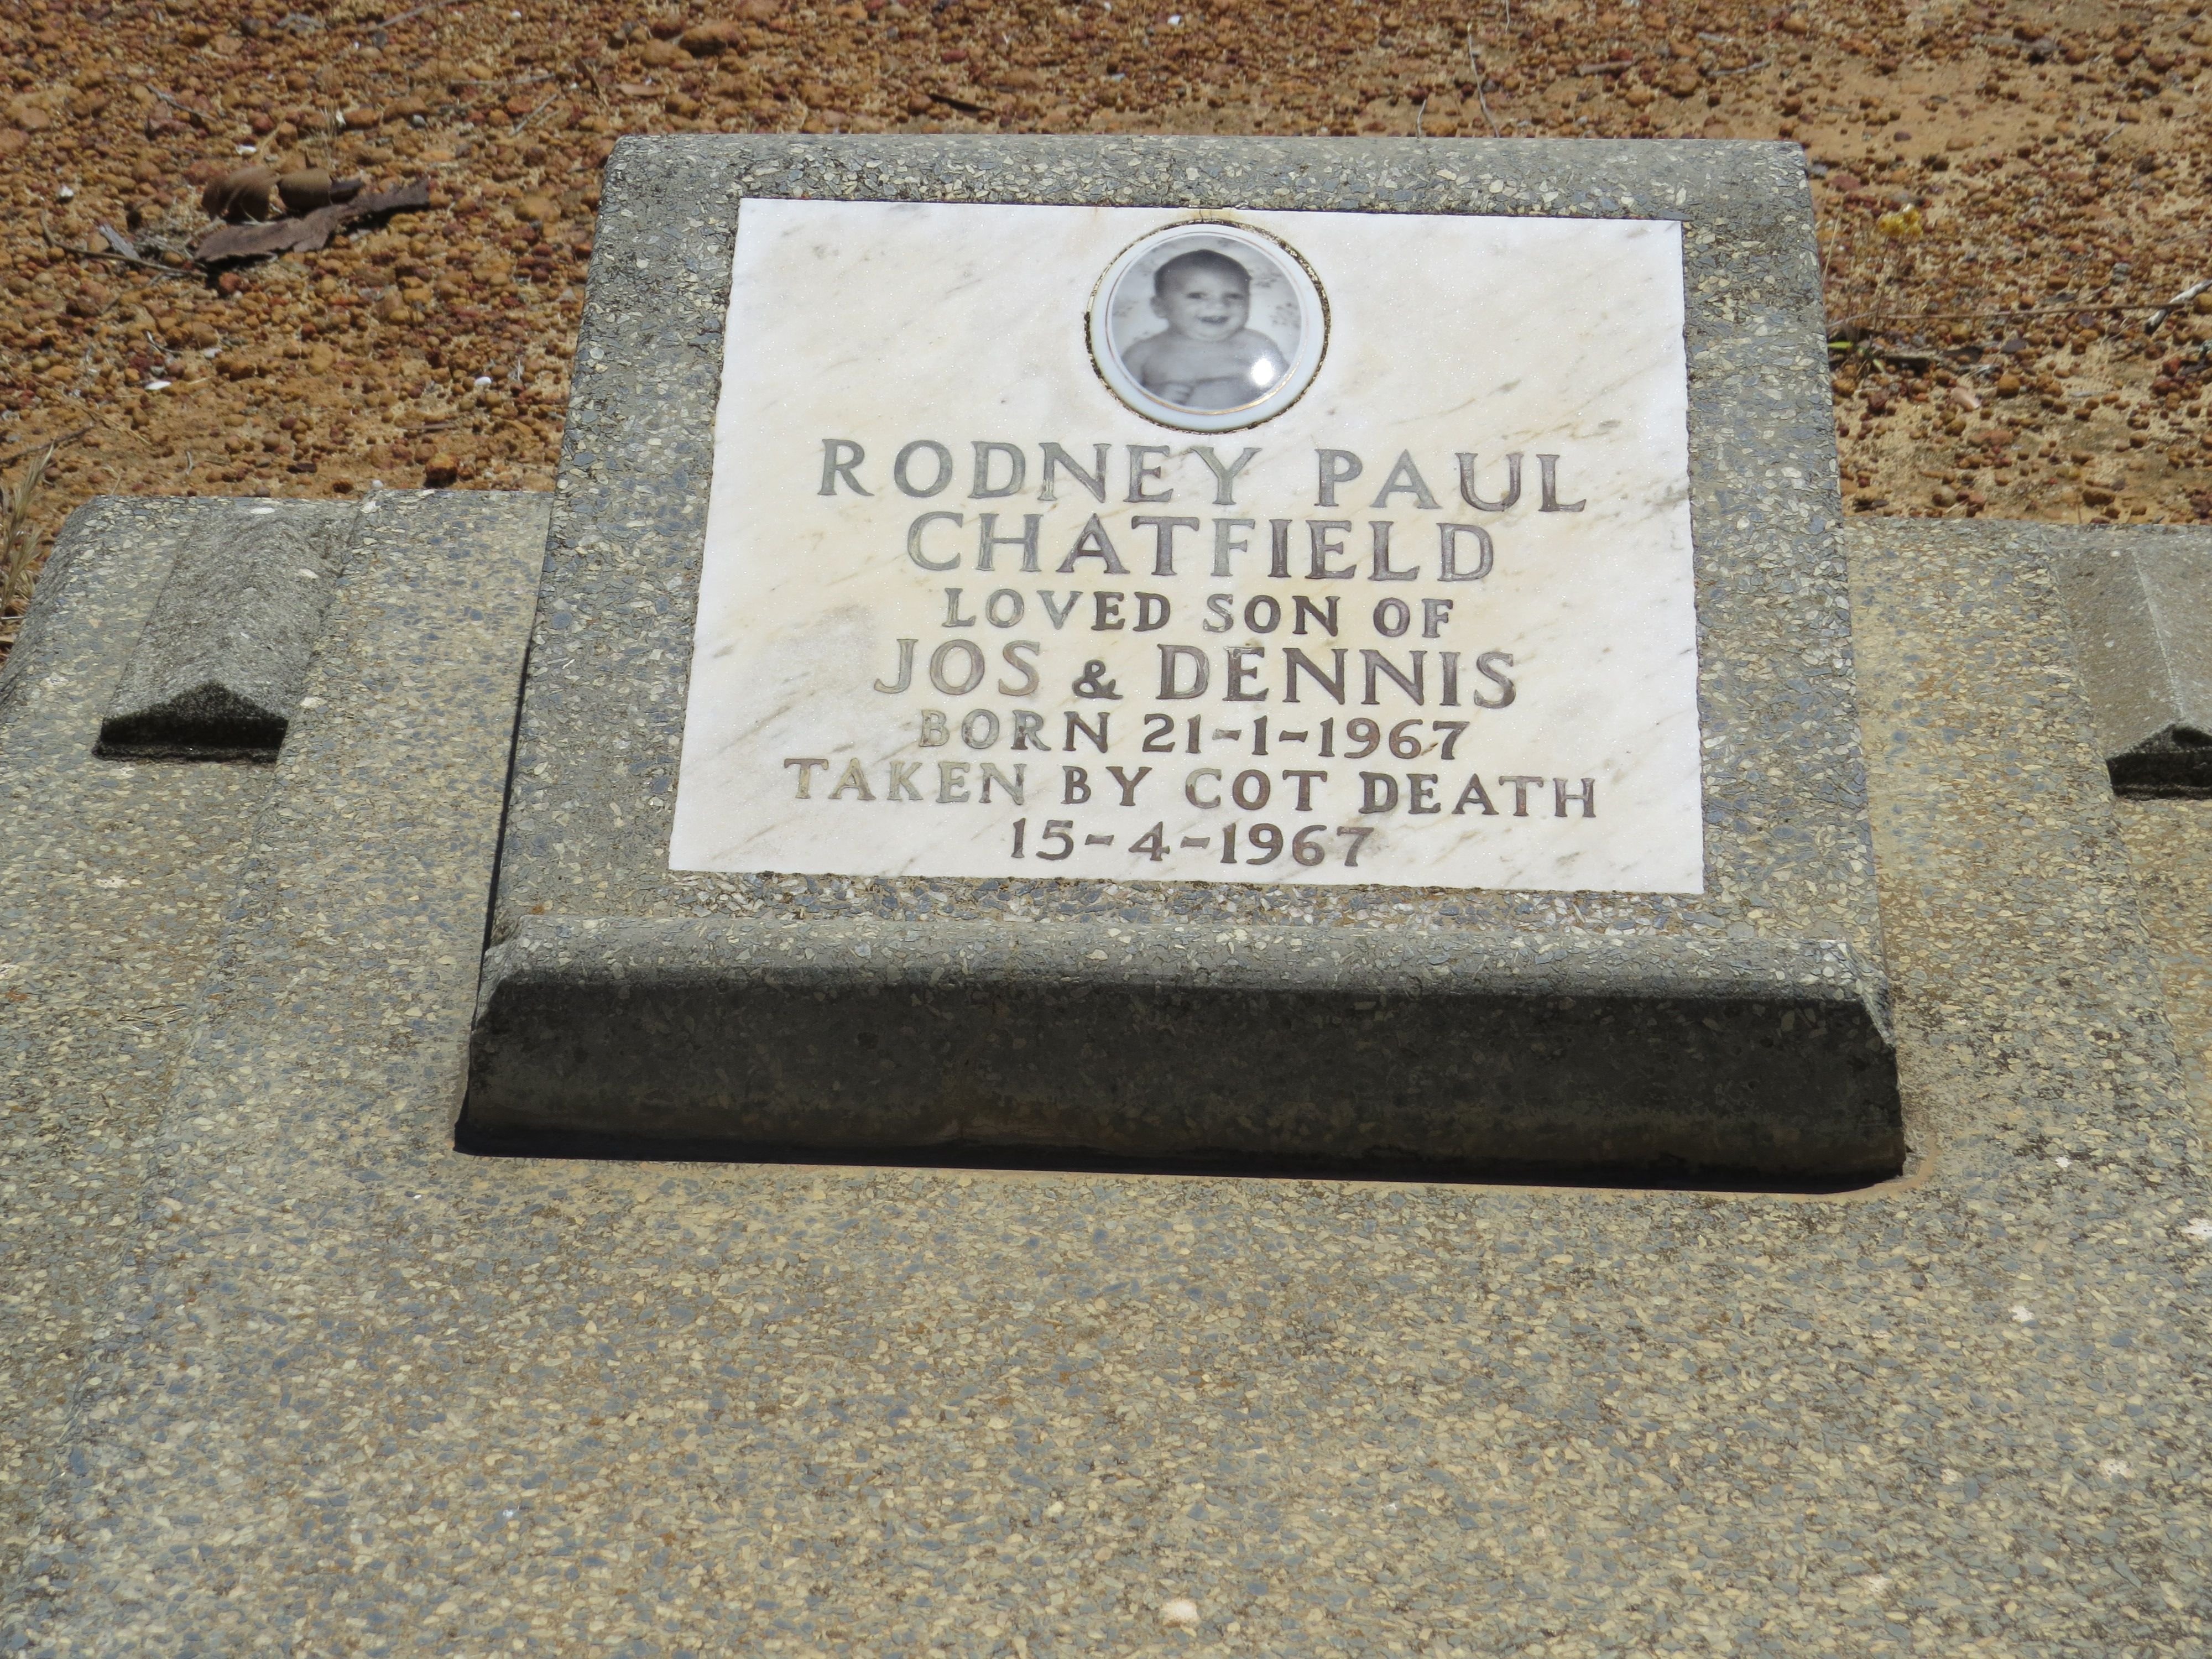 RODNEY PAUL
CHATFIELD
LOVED SON OF
JOS & DENNIS
BORN 21-1-1967
TAKEN BY COT DEATH
15-4-1967